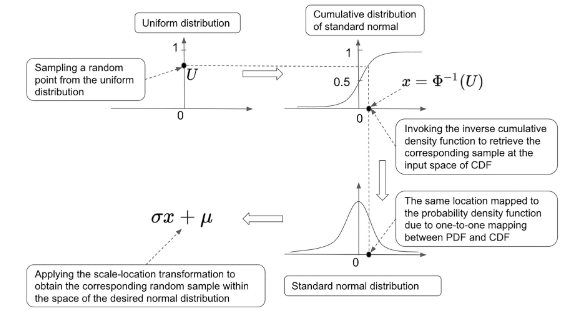 Uniform distribution
Cumulative distribution
of standard normal
1
1
Sampling a random
point from the uniform
distribution
U
0.5
x = Φ⁻¹(U)
0
0
Invoking the inverse cumulative
density function to retrieve the
corresponding sample at the
input space of CDF
σx + μ
The same location mapped to
the probability density function
due to one-to-one mapping
between PDF and CDF
0
Applying the scale-location transformation to
obtain the corresponding random sample within
the space of the desired normal distribution
Standard normal distribution